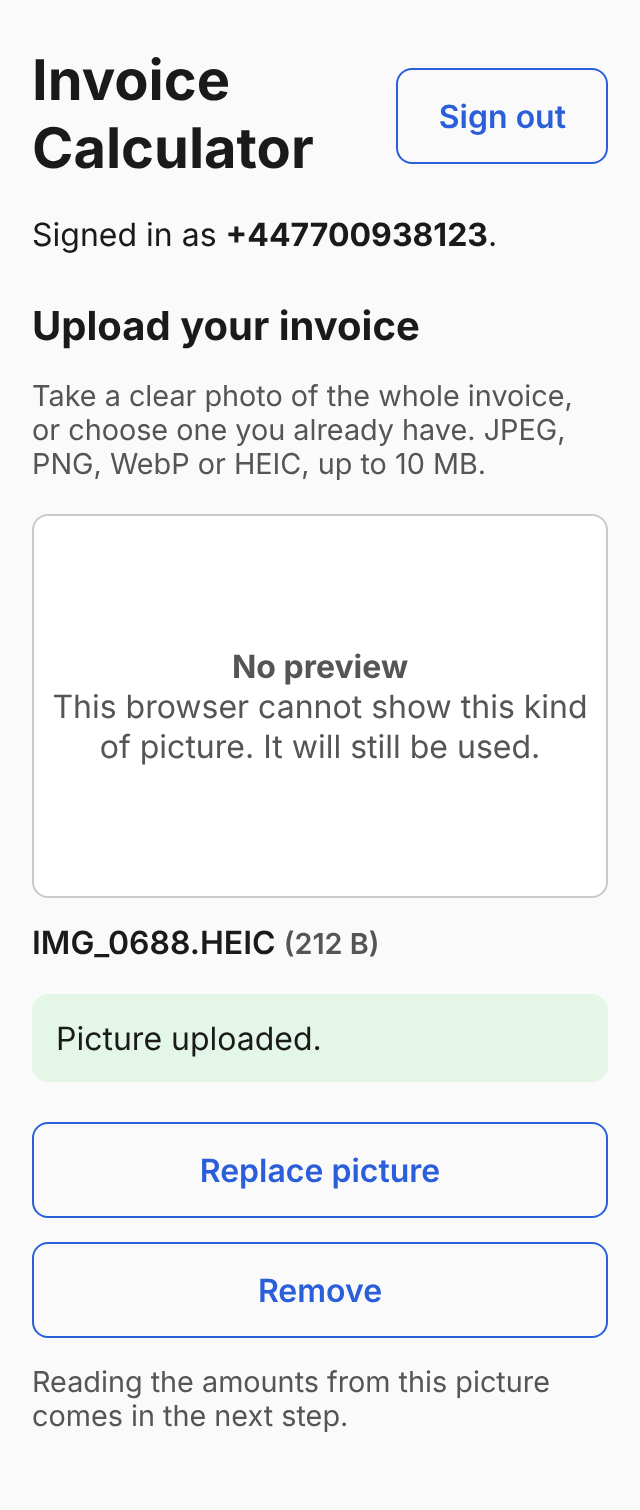 Invoice
Calculator
Sign out
Signed in as +447700938123.
Upload your invoice
Take a clear photo of the whole invoice,
or choose one you already have. JPEG,
PNG, WebP or HEIC, up to 10 MB.
No preview
This browser cannot show this kind
of picture. It will still be used.
IMG_0688.HEIC (212 B)
Picture uploaded.
Replace picture
Remove
Reading the amounts from this picture
comes in the next step.